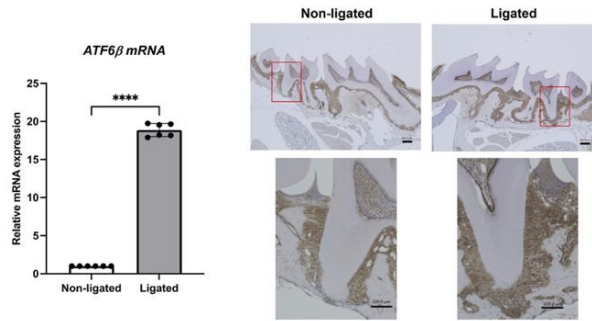 ATF6β mRNA
Relative mRNA expression
25
20
15
10
5
0
****
Non-ligated
Ligated
Non-ligated
Ligated